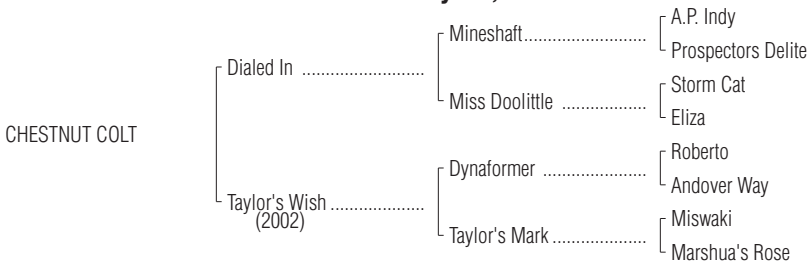 A.P. Indy
Mineshaft
Prospectors Delite
Dialed In
Storm Cat
Miss Doolittle
Eliza
CHESTNUT COLT
Roberto
Dynaformer
Andover Way
Taylor's Wish
(2002)
Miswaki
Taylor's Mark
Marshua's Rose